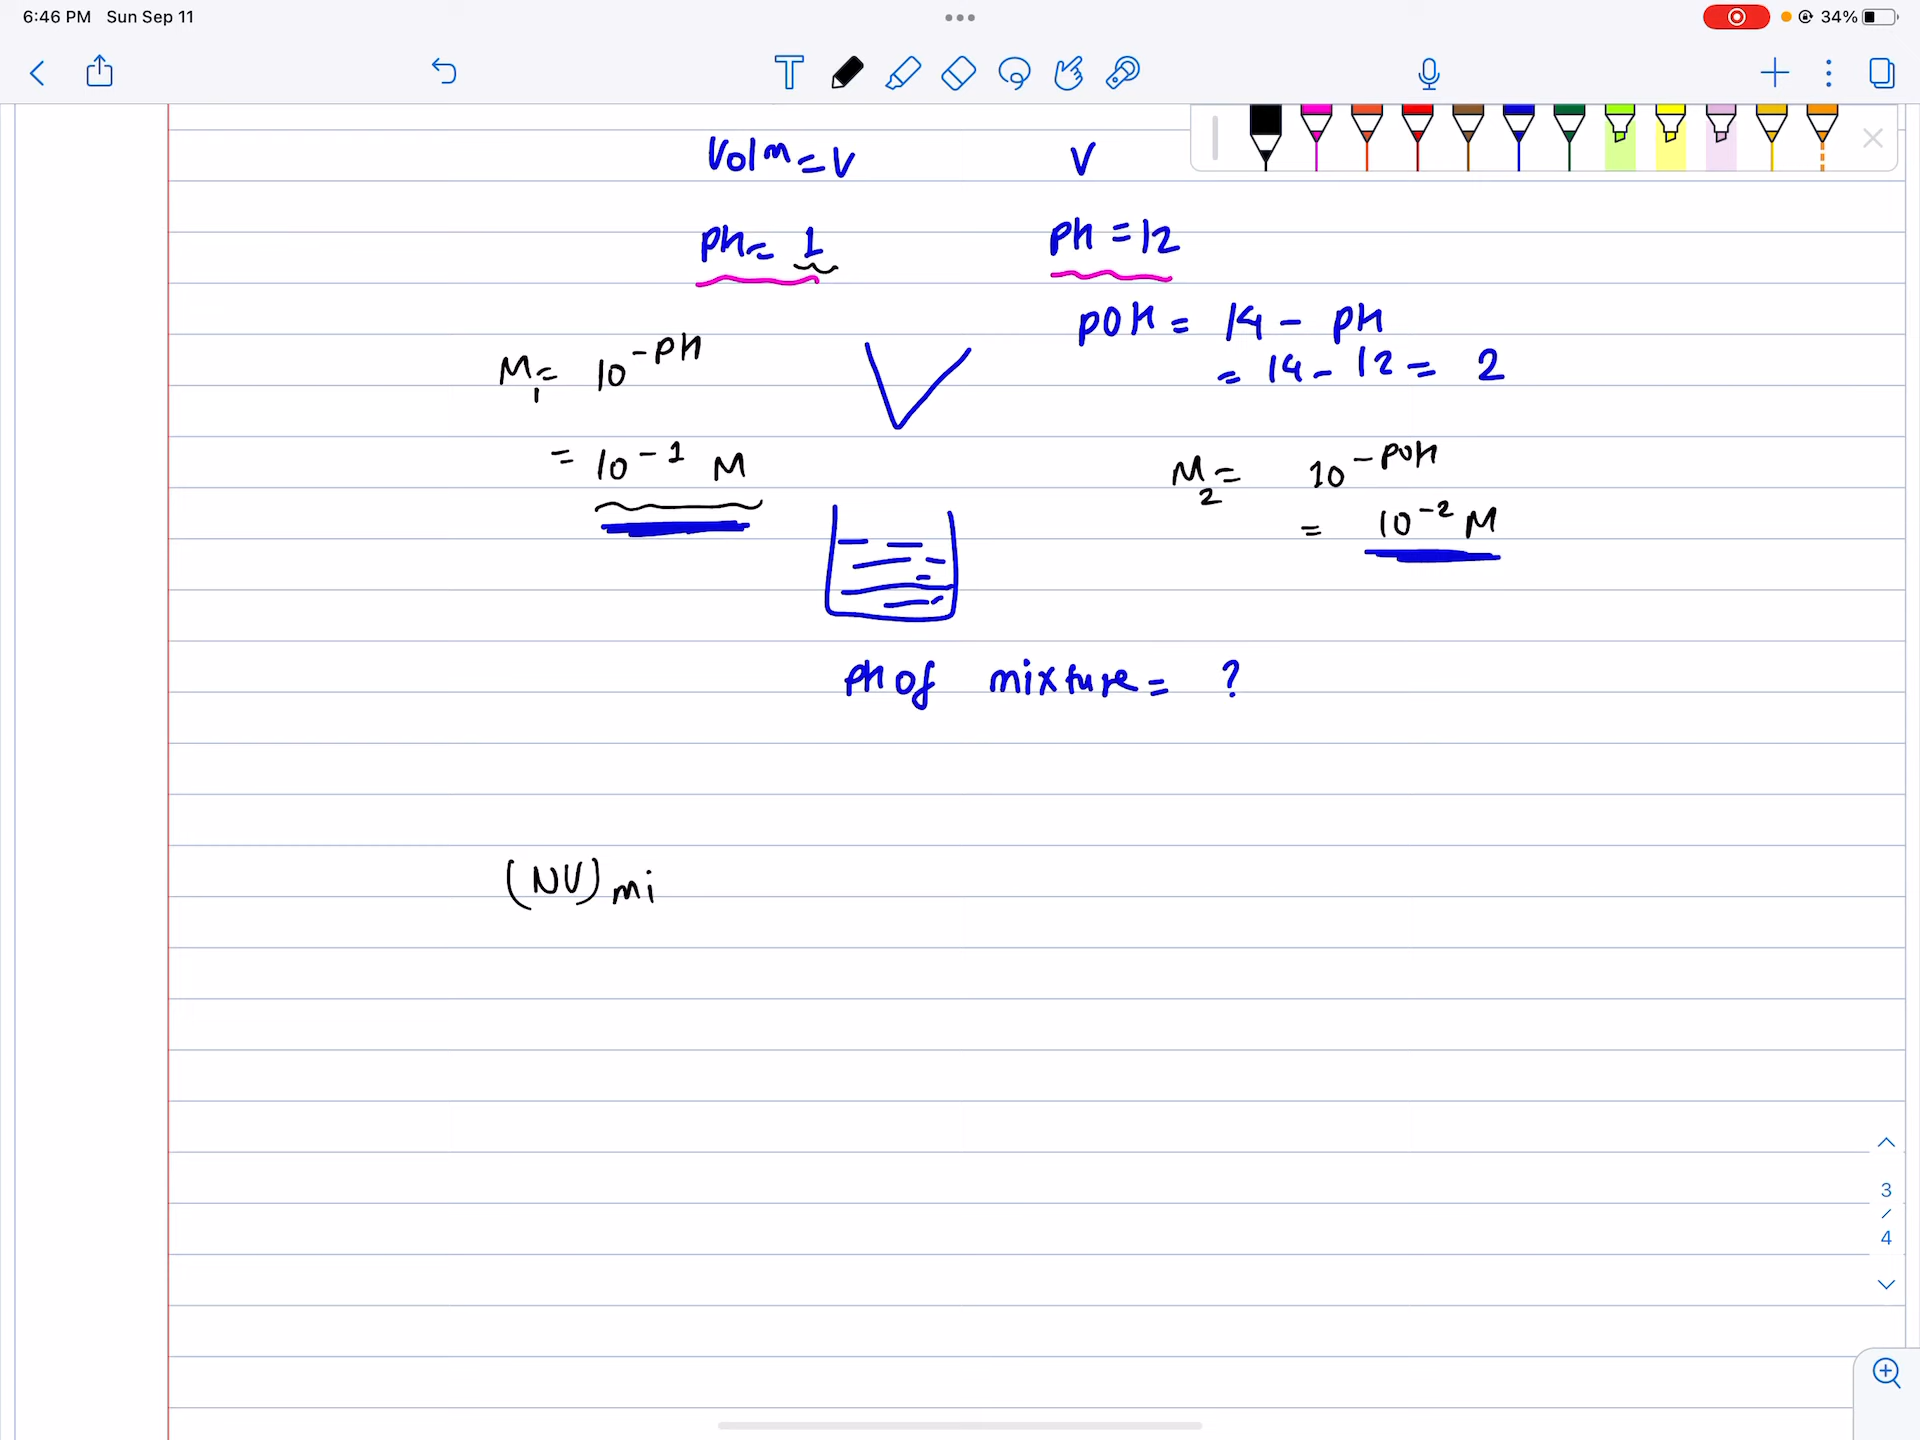 6:46 PM Sun Sep 11
34%
T
Volm = V V
PH = 1 PH = 12
POH = 14 - PH
= 14 - 12 = 2
M₁ = 10^-PH
= 10^-1 M
M₂ = 10^-POH
= 10^-2 M
PH of mixture = ?
(NV) mi
3
/
4